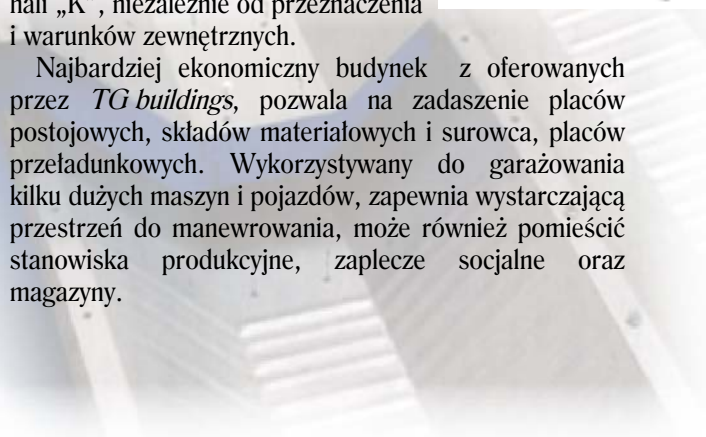 hali „K”, niezależnie od przeznaczenia
i warunków zewnętrznych.
Najbardziej ekonomiczny budynek z oferowanych
przez TG buildings, pozwala na zadaszenie placów
postojowych, składów materiałowych i surowca, placów
przeładunkowych. Wykorzystywany do garażowania
kilku dużych maszyn i pojazdów, zapewnia wystarczającą
przestrzeń do manewrowania, może również pomieścić
stanowiska produkcyjne, zaplecze socjalne oraz
magazyny.